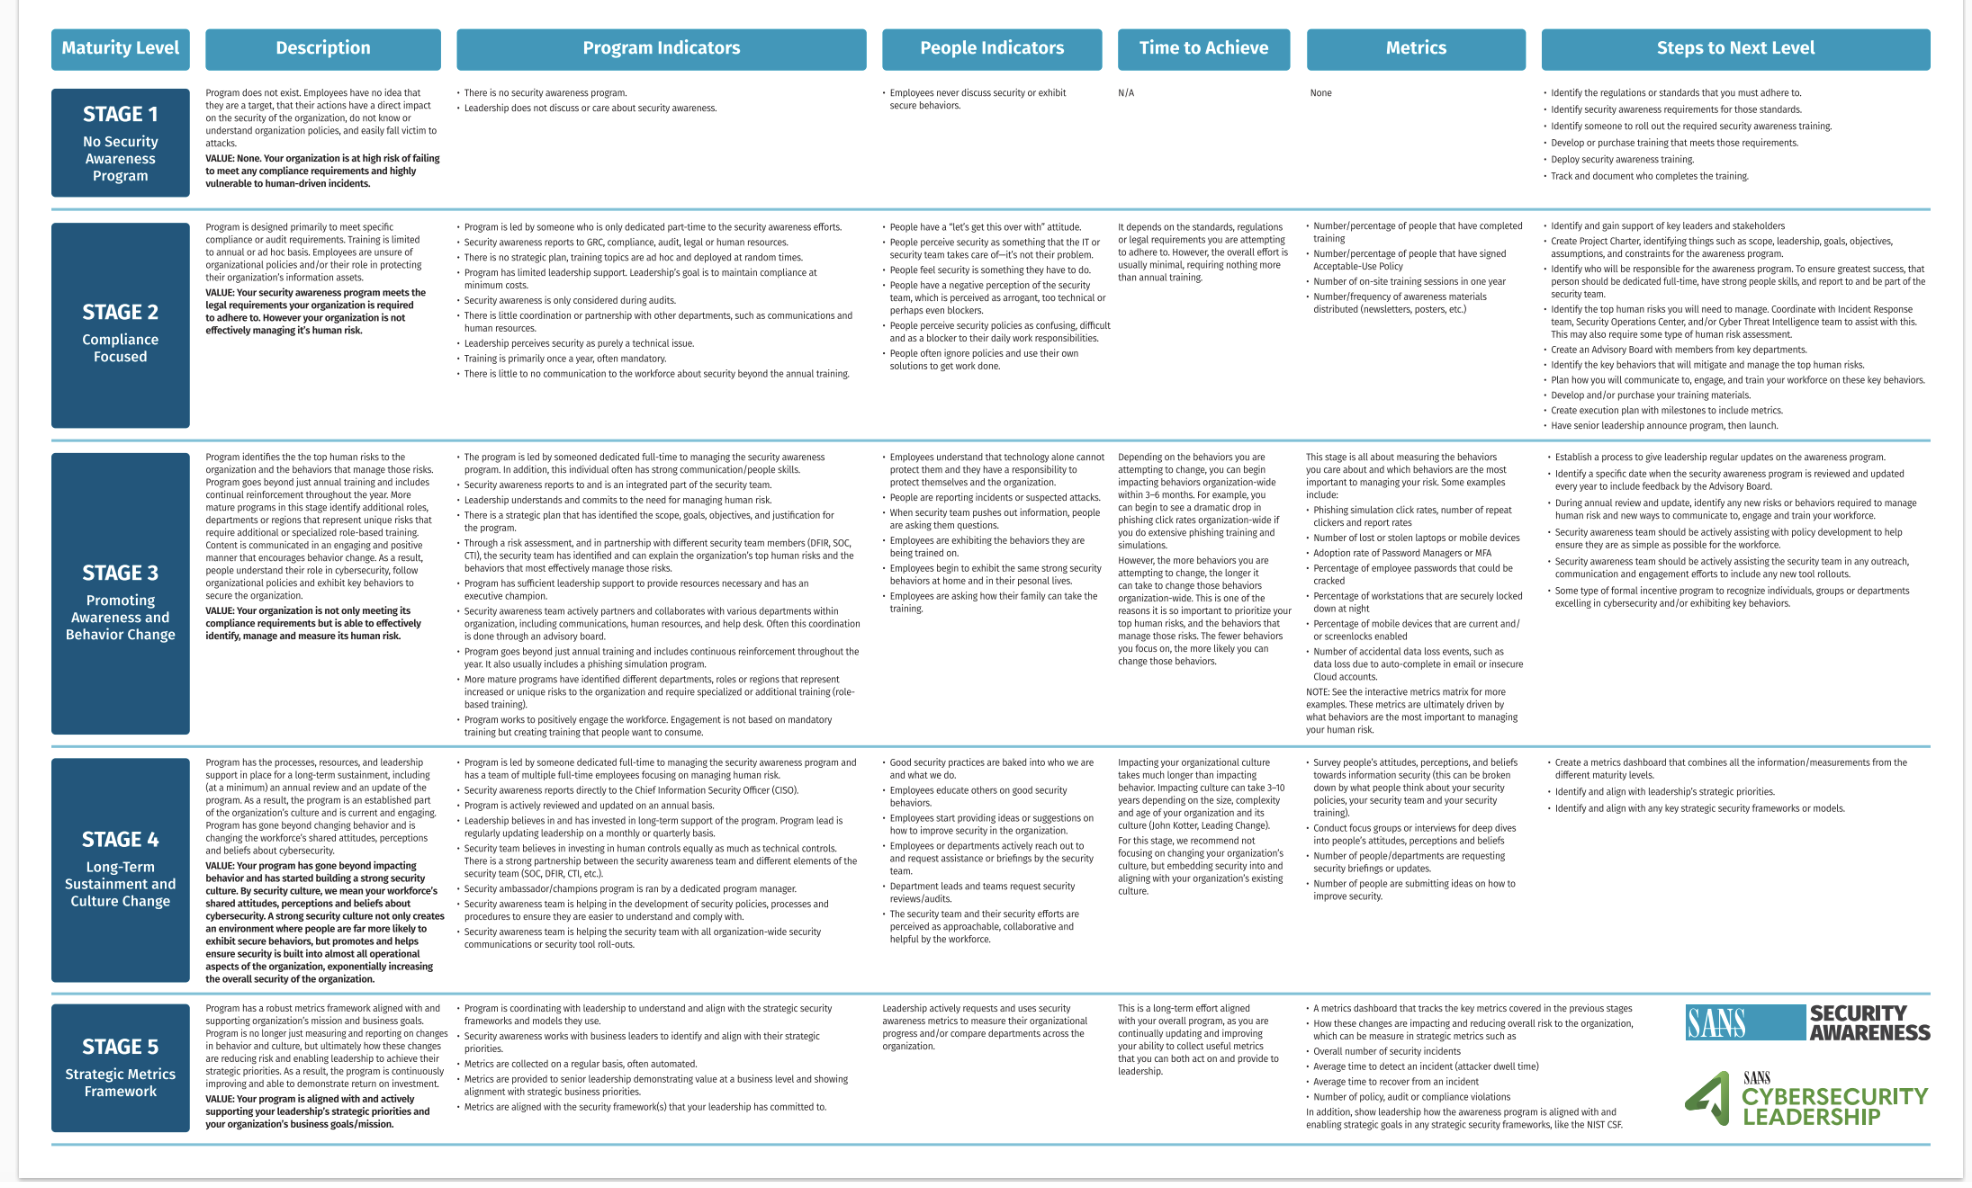 Maturity Level
Description
Program Indicators
People Indicators
Time to Achieve
Metrics
Steps to Next Level
STAGE 1
No Security
Awareness
Program
Program does not exist. Employees have no idea that
they are a target, that their actions have a direct impact
on the security of the organization, do not know or
understand organization policies, and easily fall victim to
attacks.
VALUE: None. Your organization is at high risk of failing
to meet any compliance requirements and highly
vulnerable to human-driven incidents.
• There is no security awareness program.
• Leadership does not discuss or care about security awareness.
• Employees never discuss security or exhibit
secure behaviors.
N/A
None
• Identify the regulations or standards that you must adhere to.
• Identify security awareness requirements for those standards.
• Identify someone to roll out the required security awareness training.
• Develop or purchase training that meets those requirements.
• Deploy security awareness training.
• Track and document who completes the training.
STAGE 2
Compliance
Focused
Program is designed primarily to meet specific
compliance or audit requirements. Training is limited
to annual or ad hoc basis. Employees are unsure of
organizational policies and/or their role in protecting
their organization's information assets.
VALUE: Your security awareness program meets the
legal requirements your organization is required
to adhere to. However your organization is not
effectively managing it's human risk.
• Program is led by someone who is only dedicated part-time to the security awareness efforts.
• Security awareness reports to GRC, compliance, audit, legal or human resources.
• There is no strategic plan, training topics are ad hoc and deployed at random times.
• Program has limited leadership support. Leadership's goal is to maintain compliance at
minimum costs.
• Security awareness is only considered during audits.
• There is little coordination or partnership with other departments, such as communications and
human resources.
• Leadership perceives security as purely a technical issue.
• Training is primarily once a year, often mandatory.
• There is little to no communication to the workforce about security beyond the annual training.
• People have a "let's get this over with" attitude.
• People perceive security as something that the IT or
security team takes care of—it's not their problem.
• People feel security is something they have to do.
• People have a negative perception of the security
team, which is perceived as arrogant, too technical or
perhaps even blockers.
• People perceive security policies as confusing, difficult
and as a blocker to their daily work responsibilities.
• People often ignore policies and use their own
solutions to get work done.
It depends on the standards, regulations
or legal requirements you are attempting
to adhere to. However, the overall effort is
usually minimal, requiring nothing more
than annual training.
• Number/percentage of people that have completed
training
• Number/percentage of people that have signed
Acceptable-Use Policy
• Number of on-site training sessions in one year
• Number/frequency of awareness materials
distributed (newsletters, posters, etc.)
• Identify and gain support of key leaders and stakeholders
• Create Project Charter, identifying things such as scope, leadership, goals, objectives,
assumptions, and constraints for the awareness program.
• Identify who will be responsible for the awareness program. To ensure greatest success, that
person should be dedicated full-time, have strong people skills, and report to and be part of the
security team.
• Identify the top human risks you will need to manage. Coordinate with Incident Response
team, Security Operations Center, and/or Cyber Threat Intelligence team to assist with this.
This may also require some type of human risk assessment.
• Create an Advisory Board with members from key departments.
• Identify the key behaviors that will mitigate and manage the top human risks.
• Plan how you will communicate to, engage, and train your workforce on these key behaviors.
• Develop and/or purchase your training materials.
• Create execution plan with milestones to include metrics.
• Have senior leadership announce program, then launch.
STAGE 3
Promoting
Awareness and
Behavior Change
Program identifies the the top human risks to the
organization and the behaviors that manage those risks.
Program goes beyond just annual training and includes
continual reinforcement throughout the year. More
mature programs in this stage identify additional roles,
departments or regions that represent unique risks that
require additional or specialized role-based training.
Content is communicated in an engaging and positive
manner that encourages behavior change. As a result,
people understand their role in cybersecurity, follow
organizational policies and exhibit key behaviors to
secure the organization.
VALUE: Your organization is not only meeting its
compliance requirements but is able to effectively
identify, manage and measure its human risk.
• The program is led by someoned dedicated full-time to managing the security awareness
program. In addition, this individual often has strong communication/people skills.
• Security awareness reports to and is an integrated part of the security team.
• Leadership understands and commits to the need for managing human risk.
• There is a strategic plan that has identified the scope, goals, objectives, and justification for
the program.
• Through a risk assessment, and in partnership with different security team members (DFIR, SOC,
CTI), the security team has identified and can explain the organization's top human risks and the
behaviors that most effectively manage those risks.
• Program has sufficient leadership support to provide resources necessary and has an
executive champion.
• Security awareness team actively partners and collaborates with various departments within
organization, including communications, human resources, and help desk. Often this coordination
is done through an advisory board.
• Program goes beyond just annual training and includes continuous reinforcement throughout the
year. It also usually includes a phishing simulation program.
• More mature programs have identified different departments, roles or regions that represent
increased or unique risks to the organization and require specialized or additional training (role-
based training).
• Program works to positively engage the workforce. Engagement is not based on mandatory
training but creating training that people want to consume.
• Employees understand that technology alone cannot
protect them and they have a responsibility to
protect themselves and the organization.
• People are reporting incidents or suspected attacks.
• When security team pushes out information, people
are asking them questions.
• Employees are exhibiting the behaviors they are
being trained on.
• Employees begin to exhibit the same strong security
behaviors at home and in their pesonal lives.
• Employees are asking how their family can take the
training.
Depending on the behaviors you are
attempting to change, you can begin
impacting behaviors organization-wide
within 3–6 months. For example, you
can begin to see a dramatic drop in
phishing click rates organization-wide if
you do extensive phishing training and
simulations.
However, the more behaviors you are
attempting to change, the longer it
can take to change those behaviors
organization-wide. This is one of the
reasons it is so important to prioritize your
top human risks, and the behaviors that
manage those risks. The fewer behaviors
you focus on, the more likely you can
change those behaviors.
This stage is all about measuring the behaviors
you care about and which behaviors are the most
important to managing your risk. Some examples
include:
• Phishing simulation click rates, number of repeat
clickers and report rates
• Number of lost or stolen laptops or mobile devices
• Adoption rate of Password Managers or MFA
• Percentage of employee passwords that could be
cracked
• Percentage of workstations that are securely locked
down at night
• Percentage of mobile devices that are current and/
or screenlocks enabled
• Number of accidental data loss events, such as
data loss due to auto-complete in email or insecure
Cloud accounts.
NOTE: See the interactive metrics matrix for more
examples. These metrics are ultimately driven by
what behaviors are the most important to managing
your human risk.
• Establish a process to give leadership regular updates on the awareness program.
• Identify a specific date when the security awareness program is reviewed and updated
every year to include feedback by the Advisory Board.
• During annual review and update, identify any new risks or behaviors required to manage
human risk and new ways to communicate to, engage and train your workforce.
• Security awareness team should be actively assisting with policy development to help
ensure they are as simple as possible for the workforce.
• Security awareness team should be actively assisting the security team in any outreach,
communication and engagement efforts to include any new tool rollouts.
• Some type of formal incentive program to recognize individuals, groups or departments
excelling in cybersecurity and/or exhibiting key behaviors.
STAGE 4
Long-Term
Sustainment and
Culture Change
Program has the processes, resources, and leadership
support in place for a long-term sustainment, including
(at a minimum) an annual review and an update of the
program. As a result, the program is an established part
of the organization's culture and is current and engaging.
Program has gone beyond changing behavior and is
changing the workforce's shared attitudes, perceptions
and beliefs about cybersecurity.
VALUE: Your program has gone beyond impacting
behavior and has started building a strong security
culture. By security culture, we mean your workforce's
shared attitudes, perceptions and beliefs about
cybersecurity. A strong security culture not only creates
an environment where people are far more likely to
exhibit secure behaviors, but promotes and helps
ensure security is built into almost all operational
aspects of the organization, exponentially increasing
the overall security of the organization.
• Program is led by someone dedicated full-time to managing the security awareness program and
has a team of multiple full-time employees focusing on managing human risk.
• Security awareness reports directly to the Chief Information Security Officer (CISO).
• Program is actively reviewed and updated on an annual basis.
• Leadership believes in and has invested in long-term support of the program. Program lead is
regularly updating leadership on a monthly or quarterly basis.
• Security team believes in investing in human controls equally as much as technical controls.
There is a strong partnership between the security awareness team and different elements of the
security team (SOC, DFIR, CTI, etc.).
• Security ambassador/champions program is ran by a dedicated program manager.
• Security awareness team is helping in the development of security policies, processes and
procedures to ensure they are easier to understand and comply with.
• Security awareness team is helping the security team with all organization-wide security
communications or security tool roll-outs.
• Good security practices are baked into who we are
and what we do.
• Employees educate others on good security
behaviors.
• Employees start providing ideas or suggestions on
how to improve security in the organization.
• Employees or departments actively reach out to
and request assistance or briefings by the security
team.
• Department leads and teams request security
reviews/audits.
• The security team and their security efforts are
perceived as approachable, collaborative and
helpful by the workforce.
Impacting your organizational culture
takes much longer than impacting
behavior. Impacting culture can take 3–10
years depending on the size, complexity
and age of your organization and its
culture (John Kotter, Leading Change).
For this stage, we recommend not
focusing on changing your organization's
culture, but embedding security into and
aligning with your organization's existing
culture.
• Survey people's attitudes, perceptions, and beliefs
towards information security (this can be broken
down by what people think about your security
policies, your security team and your security
training).
• Conduct focus groups or interviews for deep dives
into people's attitudes, perceptions and beliefs
• Number of people/departments are requesting
security briefings or updates.
• Number of people are submitting ideas on how to
improve security.
• Create a metrics dashboard that combines all the information/measurements from the
different maturity levels.
• Identify and align with leadership's strategic priorities.
• Identify and align with any key strategic security frameworks or models.
STAGE 5
Strategic Metrics
Framework
Program has a robust metrics framework aligned with and
supporting organization's mission and business goals.
Program is no longer just measuring and reporting on changes
in behavior and culture, but ultimately how these changes
are reducing risk and enabling leadership to achieve their
strategic priorities. As a result, the program is continuously
improving and able to demonstrate return on investment.
VALUE: Your program is aligned with and actively
supporting your leadership's strategic priorities and
your organization's business goals/mission.
• Program is coordinating with leadership to understand and align with the strategic security
frameworks and models they use.
• Security awareness works with business leaders to identify and align with their strategic
priorities.
• Metrics are collected on a regular basis, often automated.
• Metrics are provided to senior leadership demonstrating value at a business level and showing
alignment with strategic business priorities.
• Metrics are aligned with the security framework(s) that your leadership has committed to.
Leadership actively requests and uses security
awareness metrics to measure their organizational
progress and/or compare departments across the
organization.
This is a long-term effort aligned
with your overall program, as you are
continually updating and improving
your ability to collect useful metrics
that you can both act on and provide to
leadership.
• A metrics dashboard that tracks the key metrics covered in the previous stages
• How these changes are impacting and reducing overall risk to the organization,
which can be measure in strategic metrics such as
• Overall number of security incidents
• Average time to detect an incident (attacker dwell time)
• Average time to recover from an incident
• Number of policy, audit or compliance violations
In addition, show leadership how the awareness program is aligned with and
enabling strategic goals in any strategic security frameworks, like the NIST CSF.
SANS
SECURITY
AWARENESS
SANS
CYBERSECURITY
LEADERSHIP